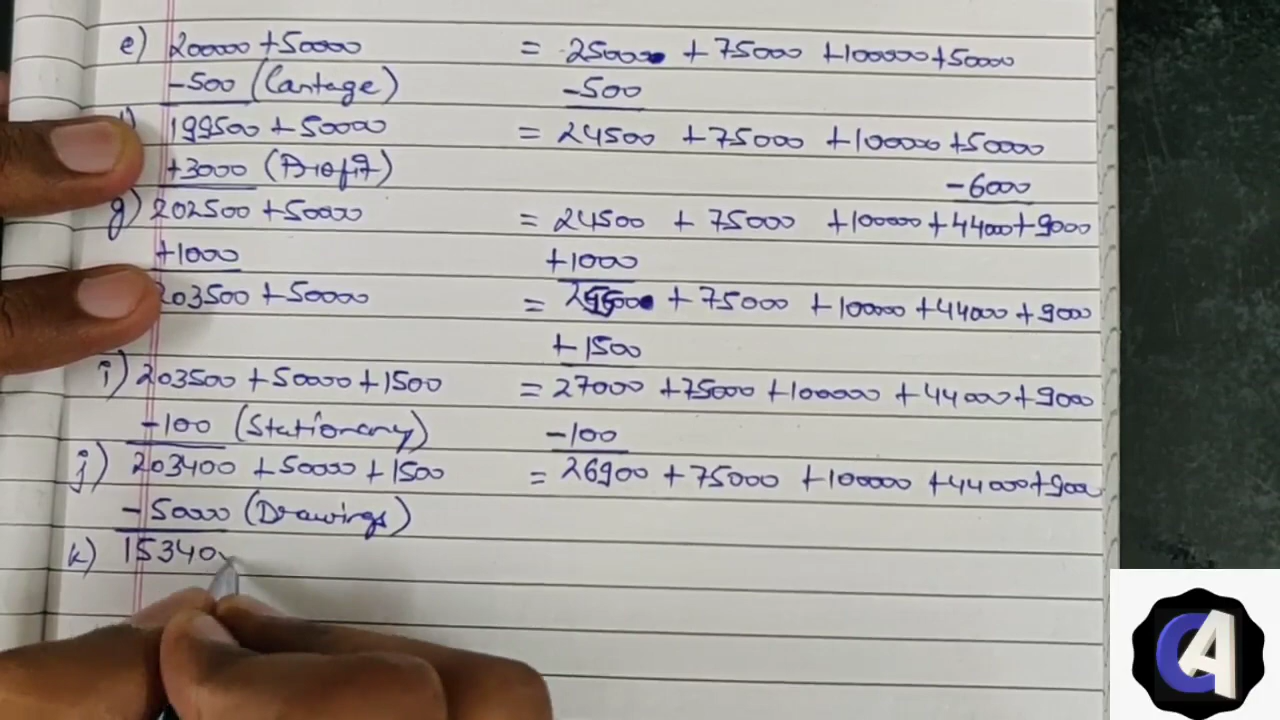 e) 200000 + 50000 = 25000 + 75000 + 100000 + 50000
-500 (Cartage) -500
199500 + 50000 = 24500 + 75000 + 100000 + 50000
+3000 (Profit) -6000
g) 202500 + 50000 = 24500 + 75000 + 100000 + 44000 + 9000
+1000 +1000
203500 + 50000 = 25500 + 75000 + 100000 + 44000 + 9000
+1500
i) 203500 + 50000 + 1500 = 27000 + 75000 + 100000 + 44000 + 9000
-100 (Stationary) -100
j) 203400 + 50000 + 1500 = 26900 + 75000 + 100000 + 44000 + 9000
-50000 (Drawings)
k) 153400
CA